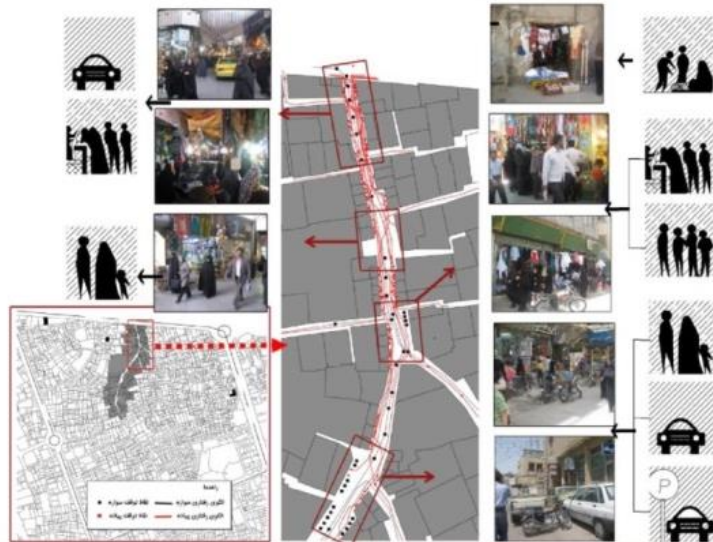 راهنما
الگوی رفتاری سواره نقاط توقف سواره
الگوی رفتاری پیاده نقاط توقف پیاده
P